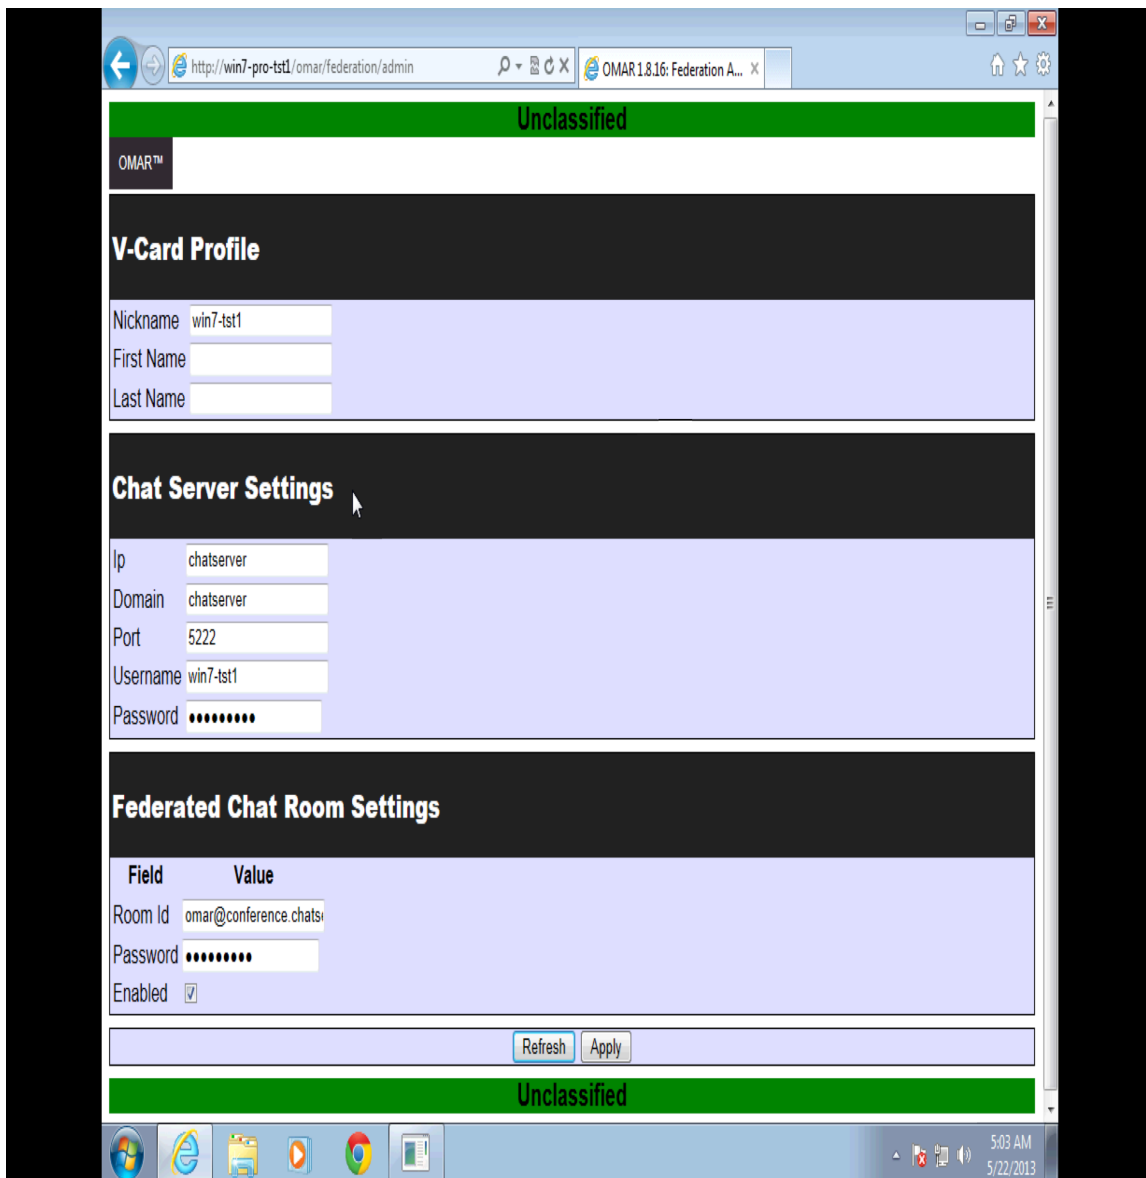 http://win7-pro-tst1/omar/federation/admin
OMAR 1.8.16: Federation A...
Unclassified
OMAR™
V-Card Profile
Nickname win7-tst1
First Name
Last Name
Chat Server Settings
Ip chatserver
Domain chatserver
Port 5222
Username win7-tst1
Password •••••••••
Federated Chat Room Settings
Field Value
Room Id omar@conference.chats
Password •••••••••
Enabled
Refresh Apply
Unclassified
5:03 AM
5/22/2013